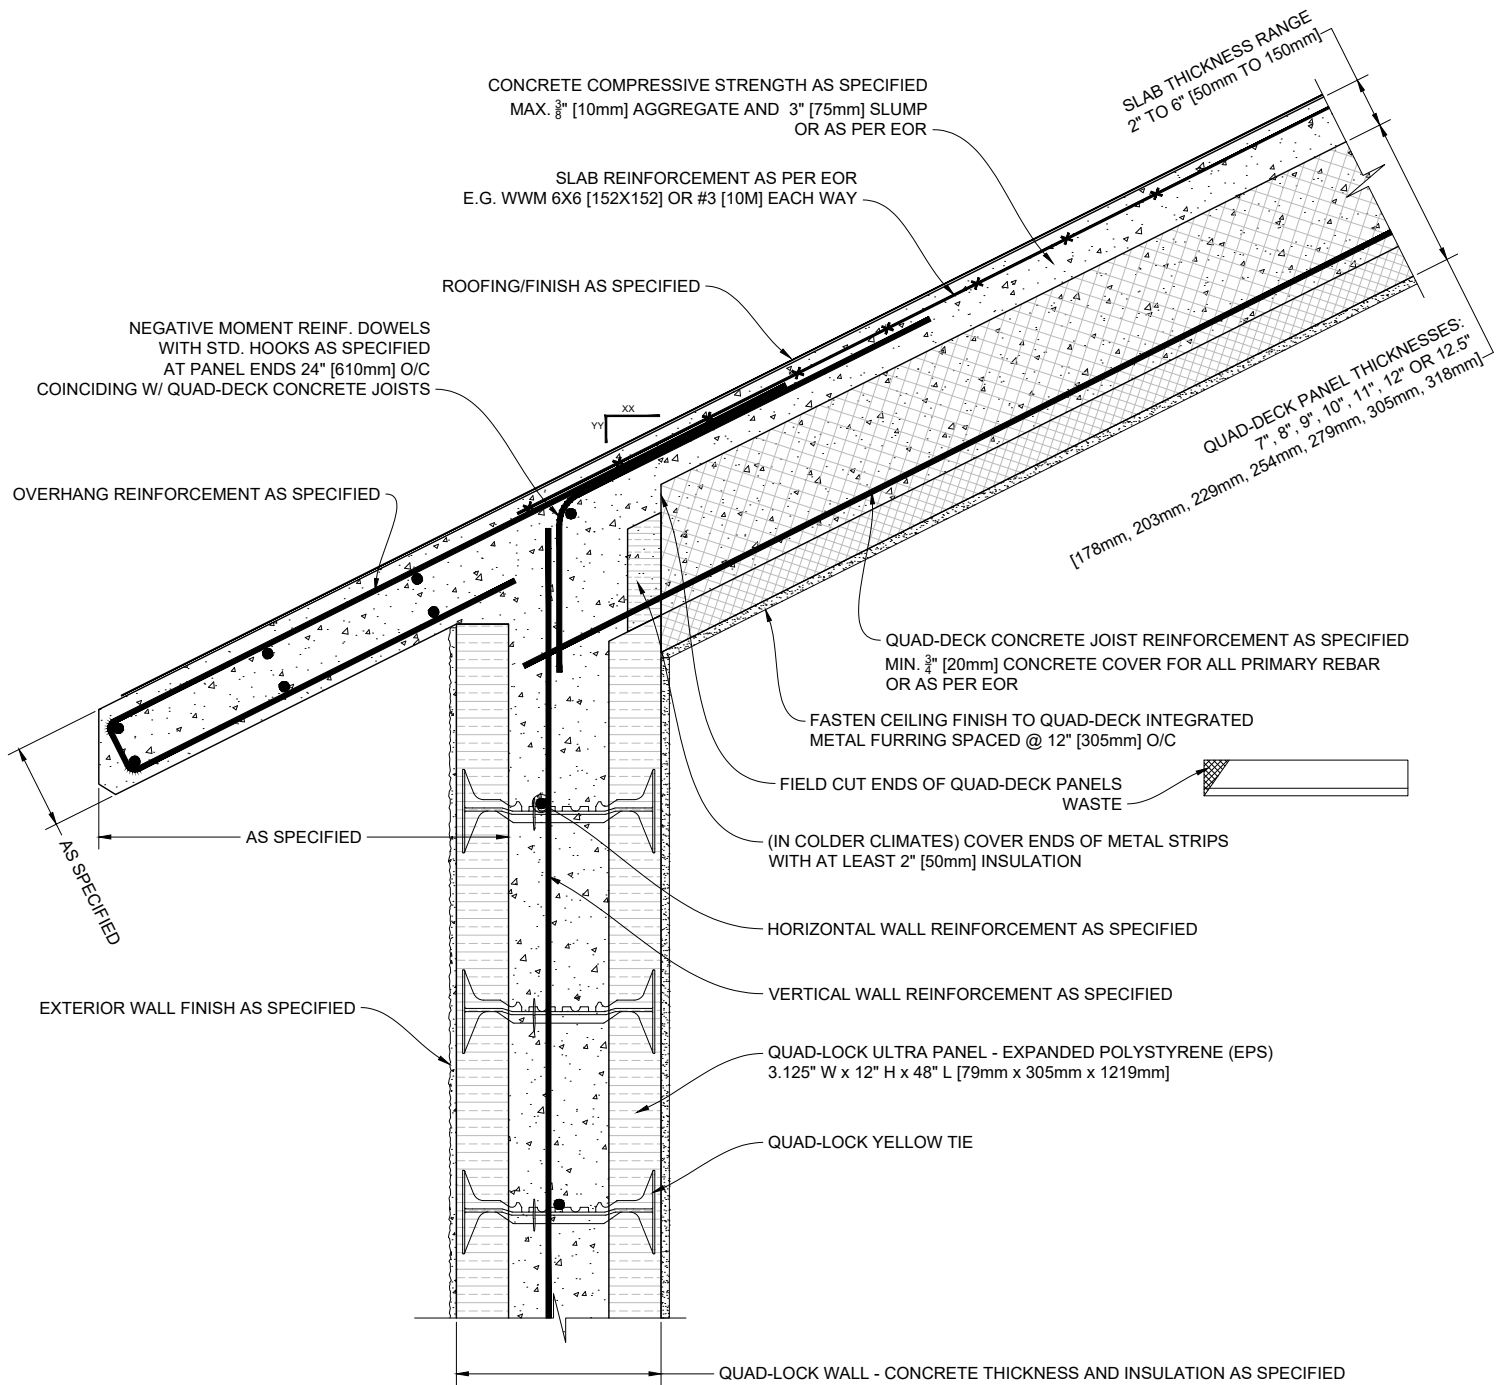 SLAB THICKNESS RANGE
2" TO 6" [50mm TO 150mm]
CONCRETE COMPRESSIVE STRENGTH AS SPECIFIED
MAX. 3/8" [10mm] AGGREGATE AND 3" [75mm] SLUMP
OR AS PER EOR
SLAB REINFORCEMENT AS PER EOR
E.G. WWM 6X6 [152X152] OR #3 [10M] EACH WAY
ROOFING/FINISH AS SPECIFIED
NEGATIVE MOMENT REINF. DOWELS
WITH STD. HOOKS AS SPECIFIED
AT PANEL ENDS 24" [610mm] O/C
COINCIDING W/ QUAD-DECK CONCRETE JOISTS
XX
YY
QUAD-DECK PANEL THICKNESSES:
7", 8", 9", 10", 11", 12" OR 12.5"
[178mm, 203mm, 229mm, 254mm, 279mm, 305mm, 318mm]
OVERHANG REINFORCEMENT AS SPECIFIED
QUAD-DECK CONCRETE JOIST REINFORCEMENT AS SPECIFIED
MIN. 3/4" [20mm] CONCRETE COVER FOR ALL PRIMARY REBAR
OR AS PER EOR
FASTEN CEILING FINISH TO QUAD-DECK INTEGRATED
METAL FURRING SPACED @ 12" [305mm] O/C
FIELD CUT ENDS OF QUAD-DECK PANELS
WASTE
AS SPECIFIED
AS SPECIFIED
(IN COLDER CLIMATES) COVER ENDS OF METAL STRIPS
WITH AT LEAST 2" [50mm] INSULATION
HORIZONTAL WALL REINFORCEMENT AS SPECIFIED
VERTICAL WALL REINFORCEMENT AS SPECIFIED
EXTERIOR WALL FINISH AS SPECIFIED
QUAD-LOCK ULTRA PANEL - EXPANDED POLYSTYRENE (EPS)
3.125" W x 12" H x 48" L [79mm x 305mm x 1219mm]
QUAD-LOCK YELLOW TIE
QUAD-LOCK WALL - CONCRETE THICKNESS AND INSULATION AS SPECIFIED